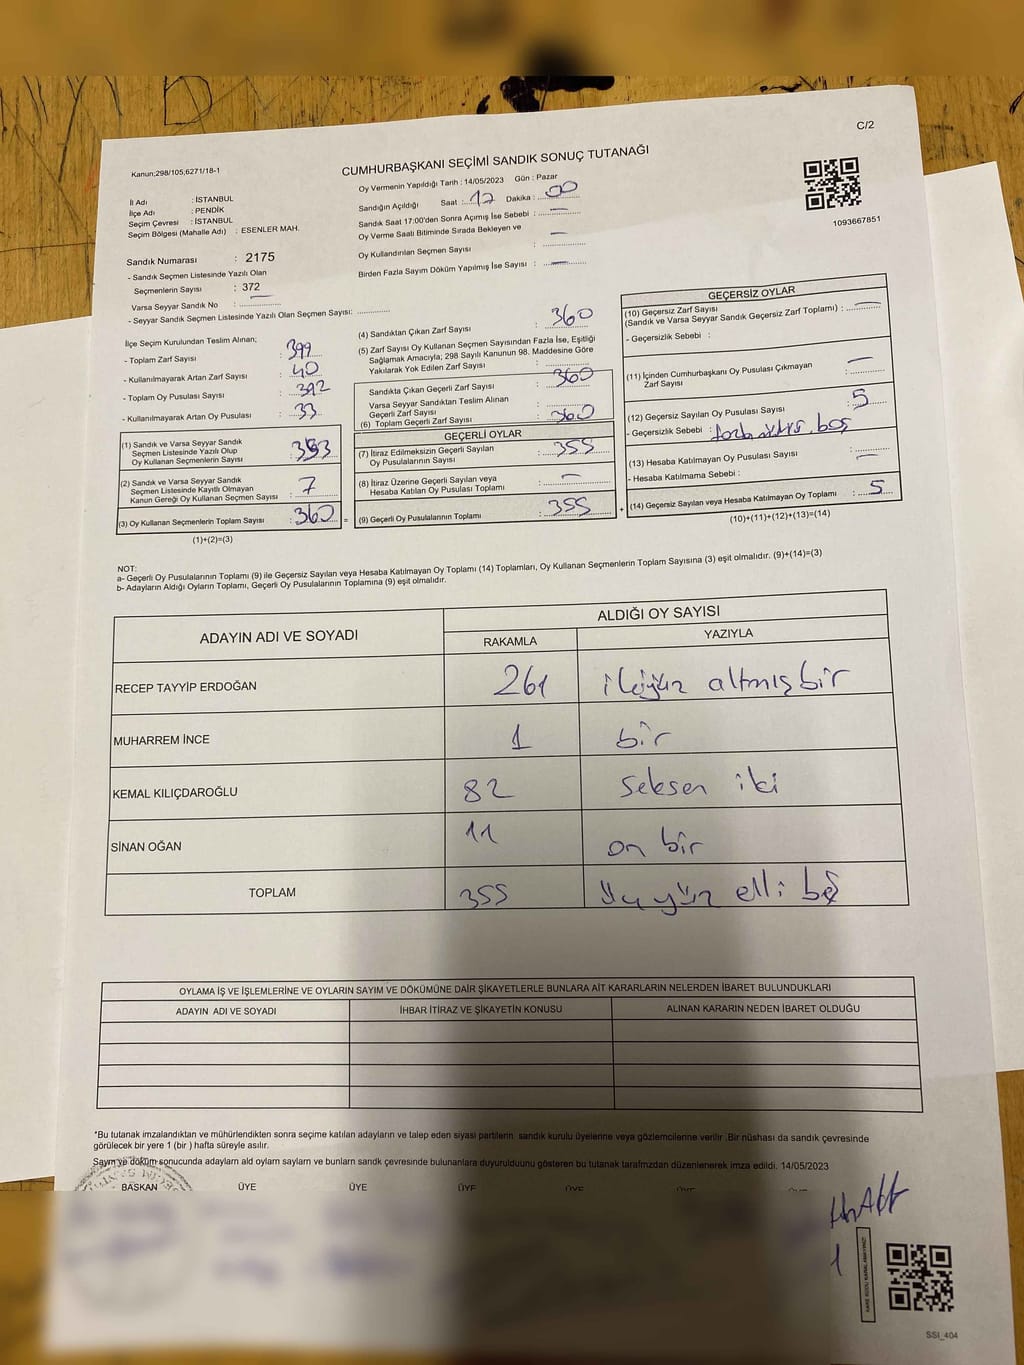 C/2
CUMHURBAŞKANI SEÇİMİ SANDIK SONUÇ TUTANAĞI
Kanun;298/105,6271/18-1
Oy Vermenin Yapıldığı Tarih : 14/05/2023 Gün : Pazar
İl Adı : İSTANBUL
İlçe Adı : PENDİK
Seçim Çevresi : İSTANBUL
Seçim Bölgesi (Mahalle Adı) : ESENLER MAH.
Sandığın Açıldığı Saat : 17 Dakika : 00
Sandık Saat 17:00'den Sonra Açımış İse Sebebi : —
Oy Verme Saati Bitiminde Sırada Bekleyen ve
Oy Kullandırılan Seçmen Sayısı : —
Birden Fazla Sayım Döküm Yapılmış İse Sayısı : —
1093667851
Sandık Numarası : 2175
- Sandık Seçmen Listesinde Yazılı Olan
Seçmenlerin Sayısı : 372
Varsa Seyyar Sandık No : —
- Seyyar Sandık Seçmen Listesinde Yazılı Olan Seçmen Sayısı:
İlçe Seçim Kurulundan Teslim Alınan;
- Toplam Zarf Sayısı : 399
- Kullanılmayarak Artan Zarf Sayısı : 40
- Toplam Oy Pusulası Sayısı : 392
- Kullanılmayarak Artan Oy Pusulası : 33
(1) Sandık ve Varsa Seyyar Sandık
Seçmen Listesinde Yazılı Olup
Oy Kullanan Seçmenlerin Sayısı : 353
(2) Sandık ve Varsa Seyyar Sandık
Seçmen Listesinde Kayıtlı Olmayan
Kanun Gereği Oy Kullanan Seçmen Sayısı : 7
(3) Oy Kullanan Seçmenlerin Toplam Sayısı : 360 =
(1)+(2)=(3)
(4) Sandıktan Çıkan Zarf Sayısı : 360
(5) Zarf Sayısı Oy Kullanan Seçmen Sayısından Fazla İse, Eşitliği
Sağlamak Amacıyla; 298 Sayılı Kanunun 98. Maddesine Göre
Yakılarak Yok Edilen Zarf Sayısı :
Sandıkta Çıkan Geçerli Zarf Sayısı : 360
Varsa Seyyar Sandıktan Teslim Alınan
Geçerli Zarf Sayısı :
(6) Toplam Geçerli Zarf Sayısı : 360
GEÇERLİ OYLAR
(7) İtiraz Edilmeksizin Geçerli Sayılan
Oy Pusulalarının Sayısı : 355
(8) İtiraz Üzerine Geçerli Sayılan veya
Hesaba Katılan Oy Pusulası Toplamı : —
(9) Geçerli Oy Pusulalarının Toplamı : 355 +
GEÇERSİZ OYLAR
(10) Geçersiz Zarf Sayısı
(Sandık ve Varsa Seyyar Sandık Geçersiz Zarf Toplamı) : —
- Geçersizlik Sebebi :
(11) İçinden Cumhurbaşkanı Oy Pusulası Çıkmayan
Zarf Sayısı —
(12) Geçersiz Sayılan Oy Pusulası Sayısı : 5
- Geçersizlik Sebebi : boş
(13) Hesaba Katılmayan Oy Pusulası Sayısı : —
- Hesaba Katılmama Sebebi :
(14) Geçersiz Sayılan veya Hesaba Katılmayan Oy Toplamı : 5
(10)+(11)+(12)+(13)=(14)
NOT:
a- Geçerli Oy Pusulalarının Toplamı (9) ile Geçersiz Sayılan veya Hesaba Katılmayan Oy Toplamı (14) Toplamları, Oy Kullanan Seçmenlerin Toplam Sayısına (3) eşit olmalıdır. (9)+(14)=(3)
b- Adayların Aldığı Oyların Toplamı, Geçerli Oy Pusulalarının Toplamına (9) eşit olmalıdır.
ADAYIN ADI VE SOYADI ALDIĞI OY SAYISI
RAKAMLA YAZIYLA
RECEP TAYYİP ERDOĞAN 261 ikiyüz altmış bir
MUHARREM İNCE 1 bir
KEMAL KILIÇDAROĞLU 82 seksen iki
SİNAN OĞAN 11 on bir
TOPLAM 355 üç yüz elli beş
OYLAMA İŞ VE İŞLEMLERİNE VE OYLARIN SAYIM VE DÖKÜMÜNE DAİR ŞİKAYETLERLE BUNLARA AİT KARARLARIN NELERDEN İBARET BULUNDUKLARI
ADAYIN ADI VE SOYADI İHBAR İTİRAZ VE ŞİKAYETİN KONUSU ALINAN KARARIN NEDEN İBARET OLDUĞU
*Bu tutanak imzalandıktan ve mühürlendikten sonra seçime katılan adayların ve talep eden siyasi partilerin sandık kurulu üyelerine veya gözlemcilerine verilir .Bir nüshası da sandık çevresinde
görülecek bir yere 1 (bir ) hafta süreyle asılır.
Sayım ve döküm sonucunda adayların ald oyların sayların ve bunların sandk çevresinde bulunanlara duyurulduunu gösteren bu tutanak tarafmzdan düzenlenerek imza edildi. 14/05/2023
BAŞKAN ÜYE ÜYE ÜYE ÜYE ÜYE ÜYE
1
KARE KODU KARALAMAYINIZ!
SSI_404